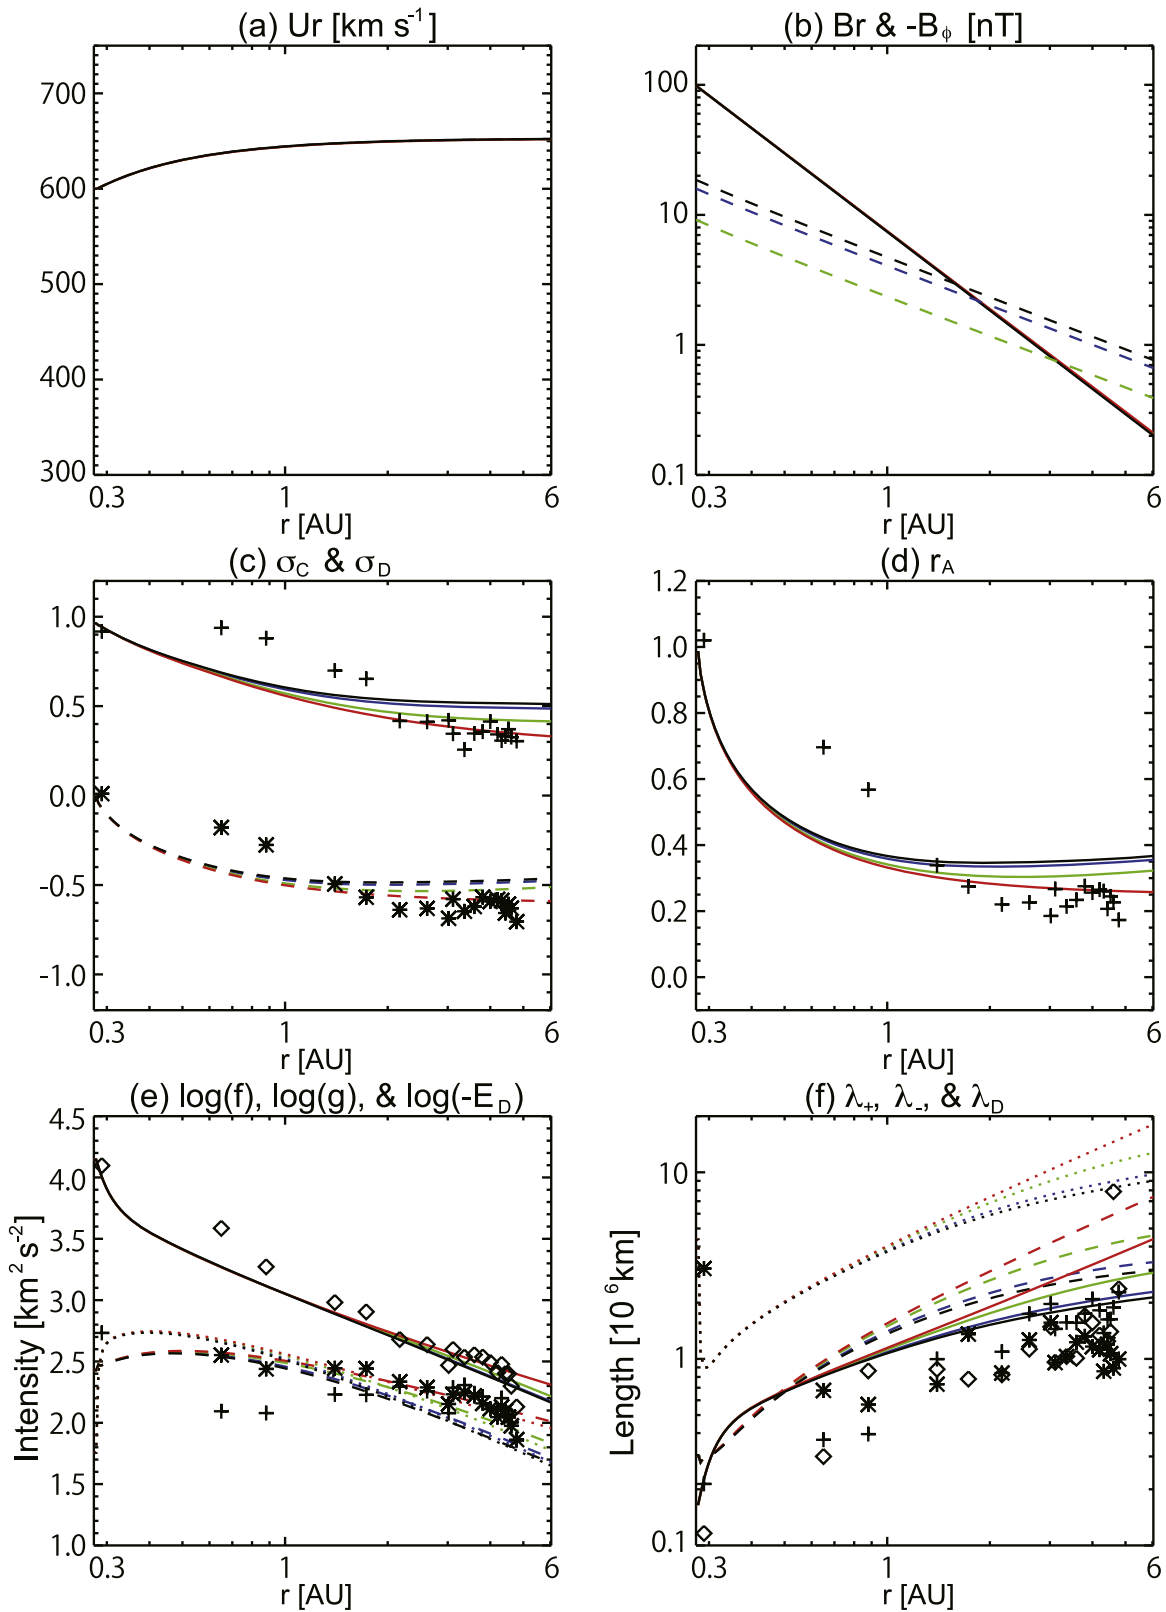 (a) Ur [km s⁻¹]
700
600
500
400
300
0.3 1 6
r [AU]
(b) Br & -Bϕ [nT]
100
10
1
0.1
0.3 1 6
r [AU]
(c) σC & σD
1.0
0.5
0.0
-0.5
-1.0
0.3 1 6
r [AU]
(d) rA
1.2
1.0
0.8
0.6
0.4
0.2
0.0
0.3 1 6
r [AU]
(e) log(f), log(g), & log(-ED)
Intensity [km² s⁻²]
4.5
4.0
3.5
3.0
2.5
2.0
1.5
1.0
0.3 1 6
r [AU]
(f) λ+, λ-, & λD
Length [10⁶km]
10
1
0.1
0.3 1 6
r [AU]